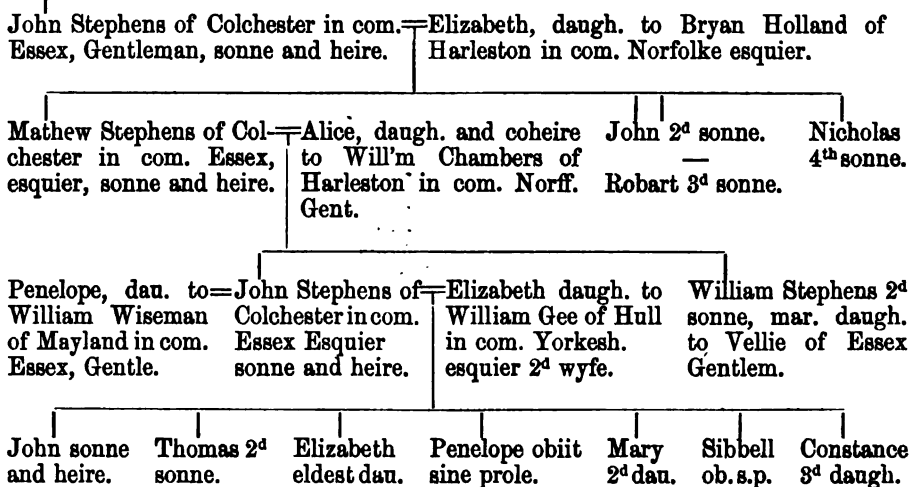 John Stephens of Colchester in com.
Essex, Gentleman, sonne and heire.
Elizabeth, daugh. to Bryan Holland of
Harleston in com. Norfolke esquier.
Mathew Stephens of Col-
chester in com. Essex,
esquier, sonne and heire.
Alice, daugh. and coheire
to Will'm Chambers of
Harleston in com. Norff.
Gent.
John 2d sonne.
—
Robart 3d sonne.
Nicholas
4th sonne.
Penelope, dau. to=
William Wiseman
of Mayland in com.
Essex, Gentle.
John Stephens of
Colchester in com.
Essex Esquier
sonne and heire.
Elizabeth daugh. to
William Gee of Hull
in com. Yorkesh.
esquier 2d wyfe.
William Stephens 2d
sonne, mar. daugh.
to Vellie of Essex
Gentlem.
John sonne
and heire.
Thomas 2d
sonne.
Elizabeth
eldest dau.
Penelope obiit
sine prole.
Mary
2d dau.
Sibbell
ob. s.p.
Constance
3d daugh.